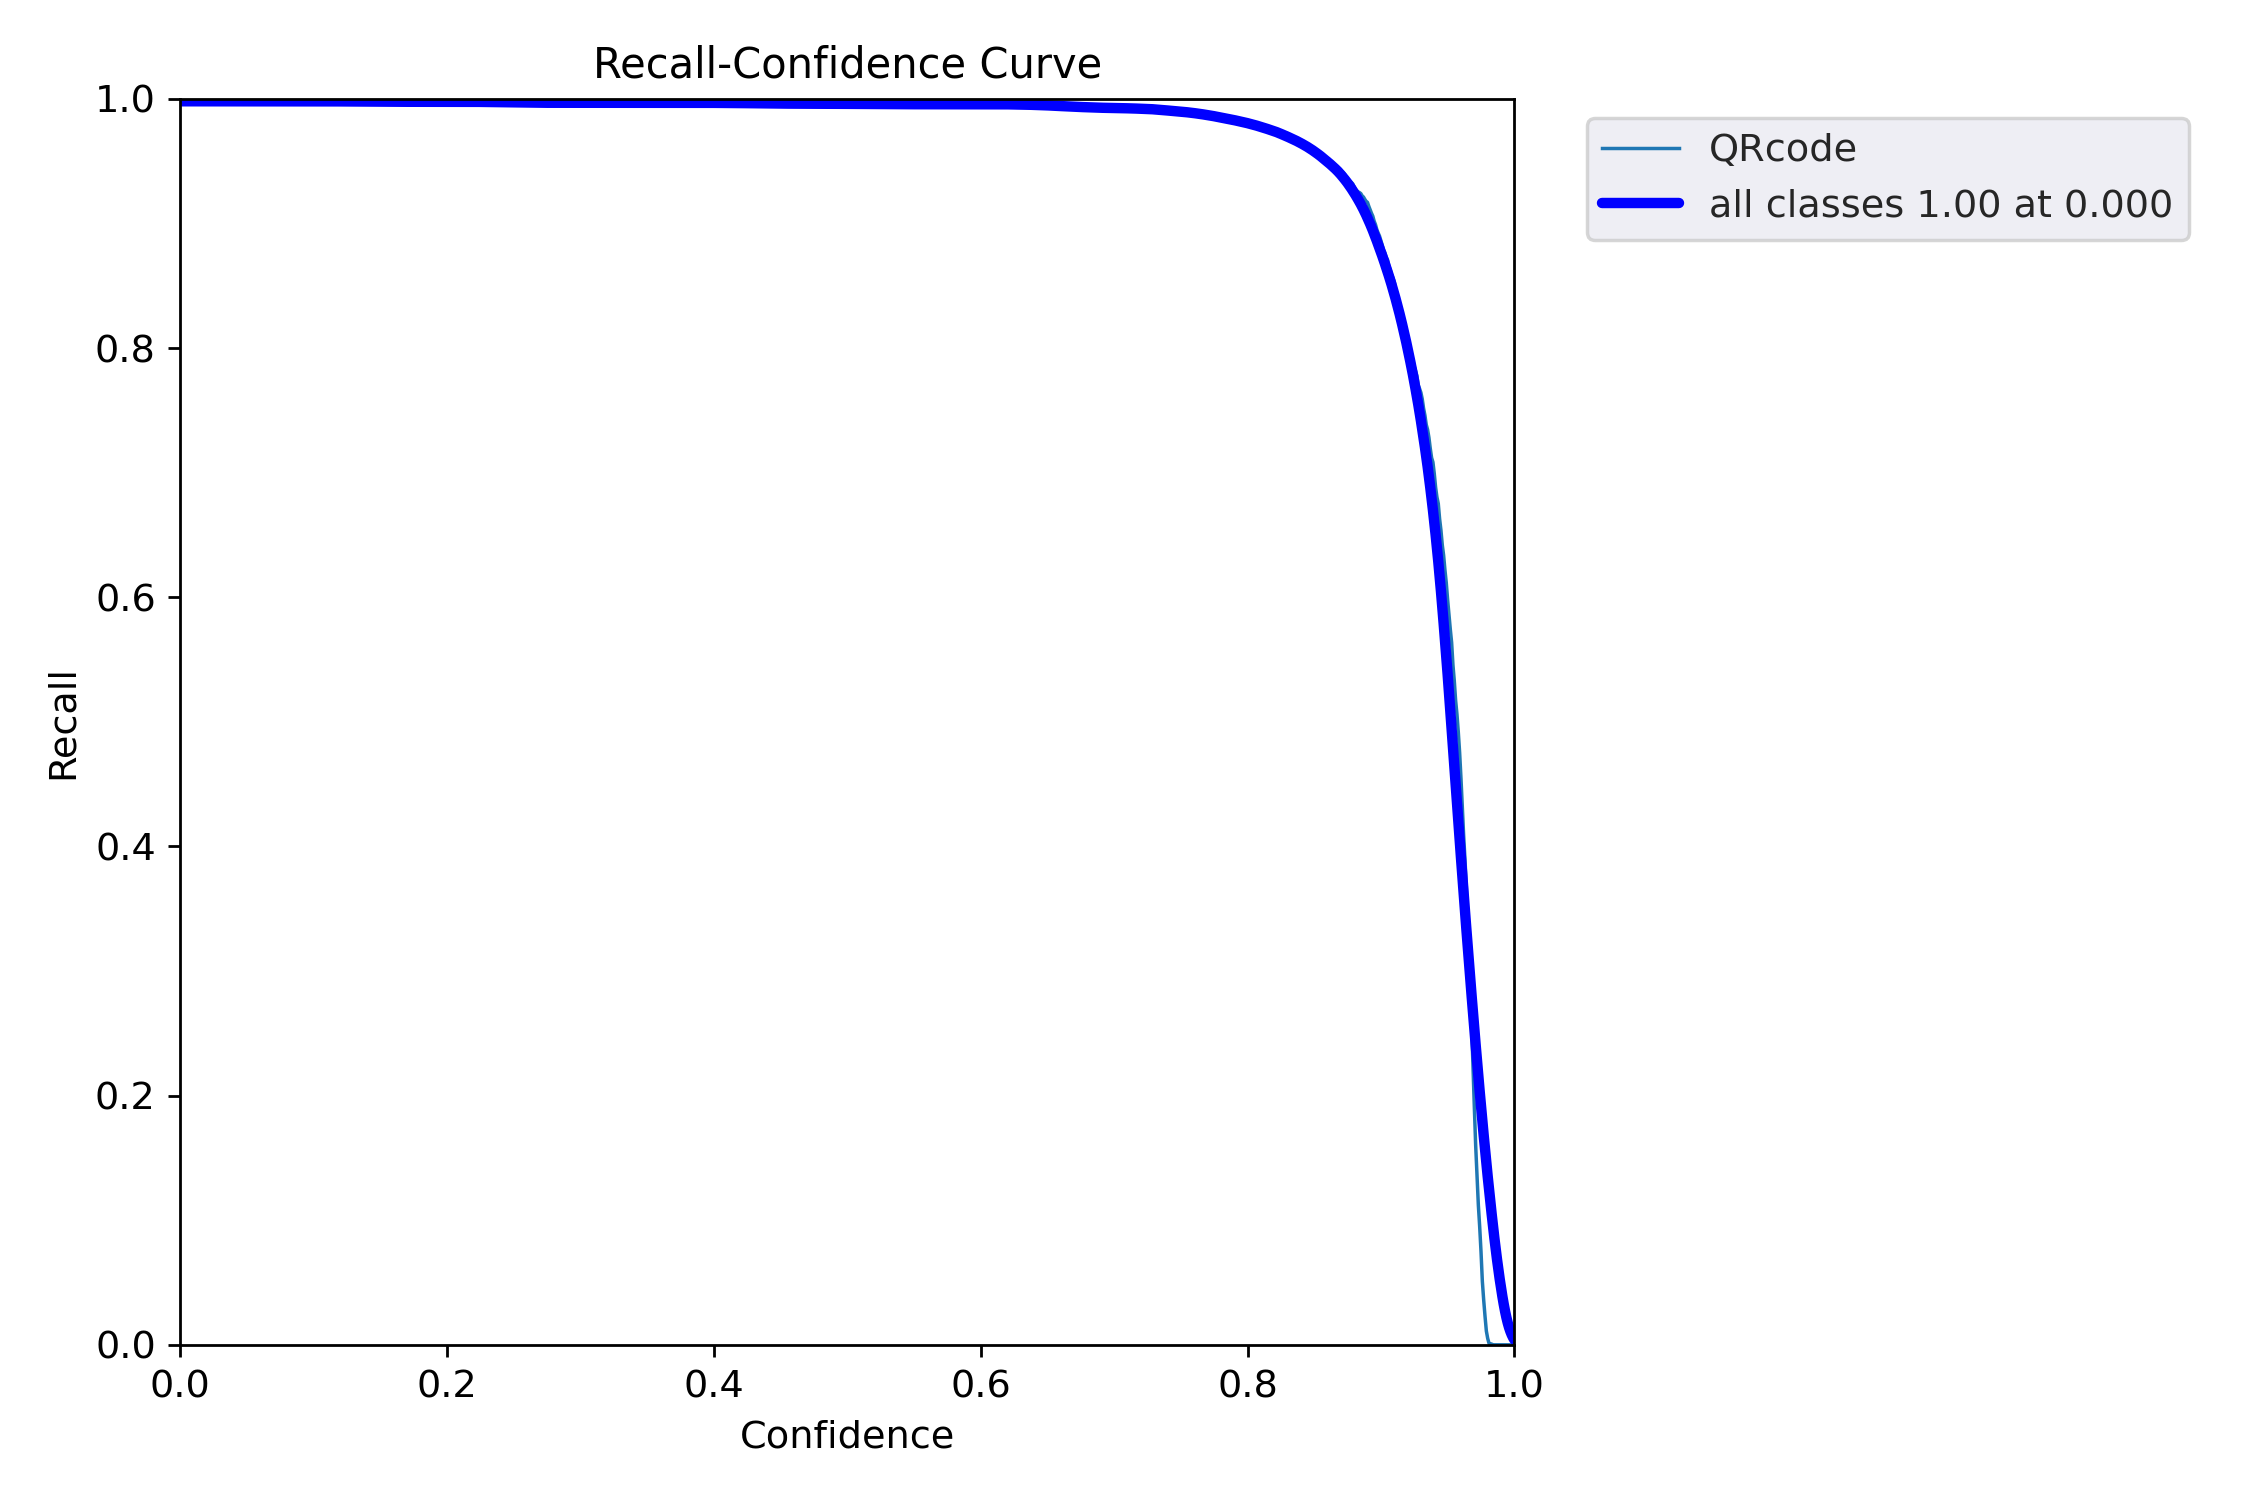 Recall-Confidence Curve
1.0
0.8
0.6
0.4
0.2
0.0
Recall
0.0 0.2 0.4 0.6 0.8 1.0
Confidence
QRcode
all classes 1.00 at 0.000